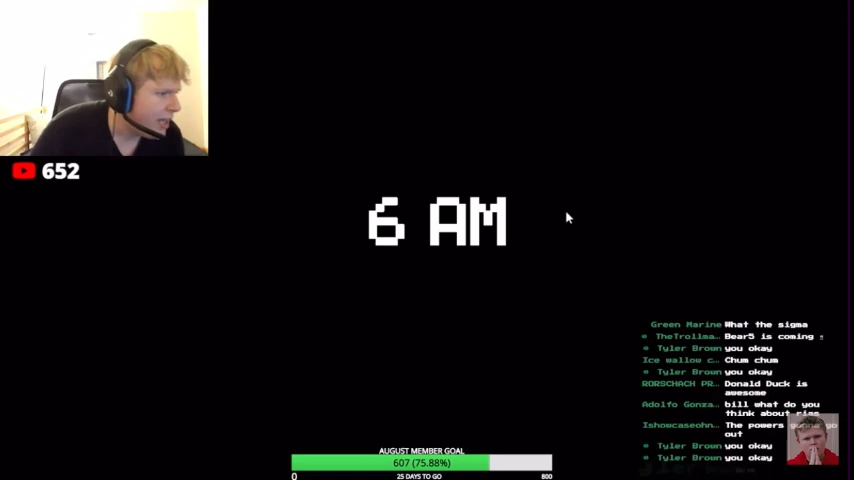 652
6 AM
Green Marine What the sigma
TheTrollma… Bear5 is coming
Tyler Brown you okay
Ice wallow c… Chum chum
Tyler Brown you okay
RORSCHACH PR… Donald Duck is
awesome
Adolfo Gonza… bill what do you
think about rigs
Ishowcaseohn… The powers gonna go
out
Tyler Brown you okay
Tyler Brown you okay
AUGUST MEMBER GOAL
607 (75.88%)
0 25 DAYS TO GO 800